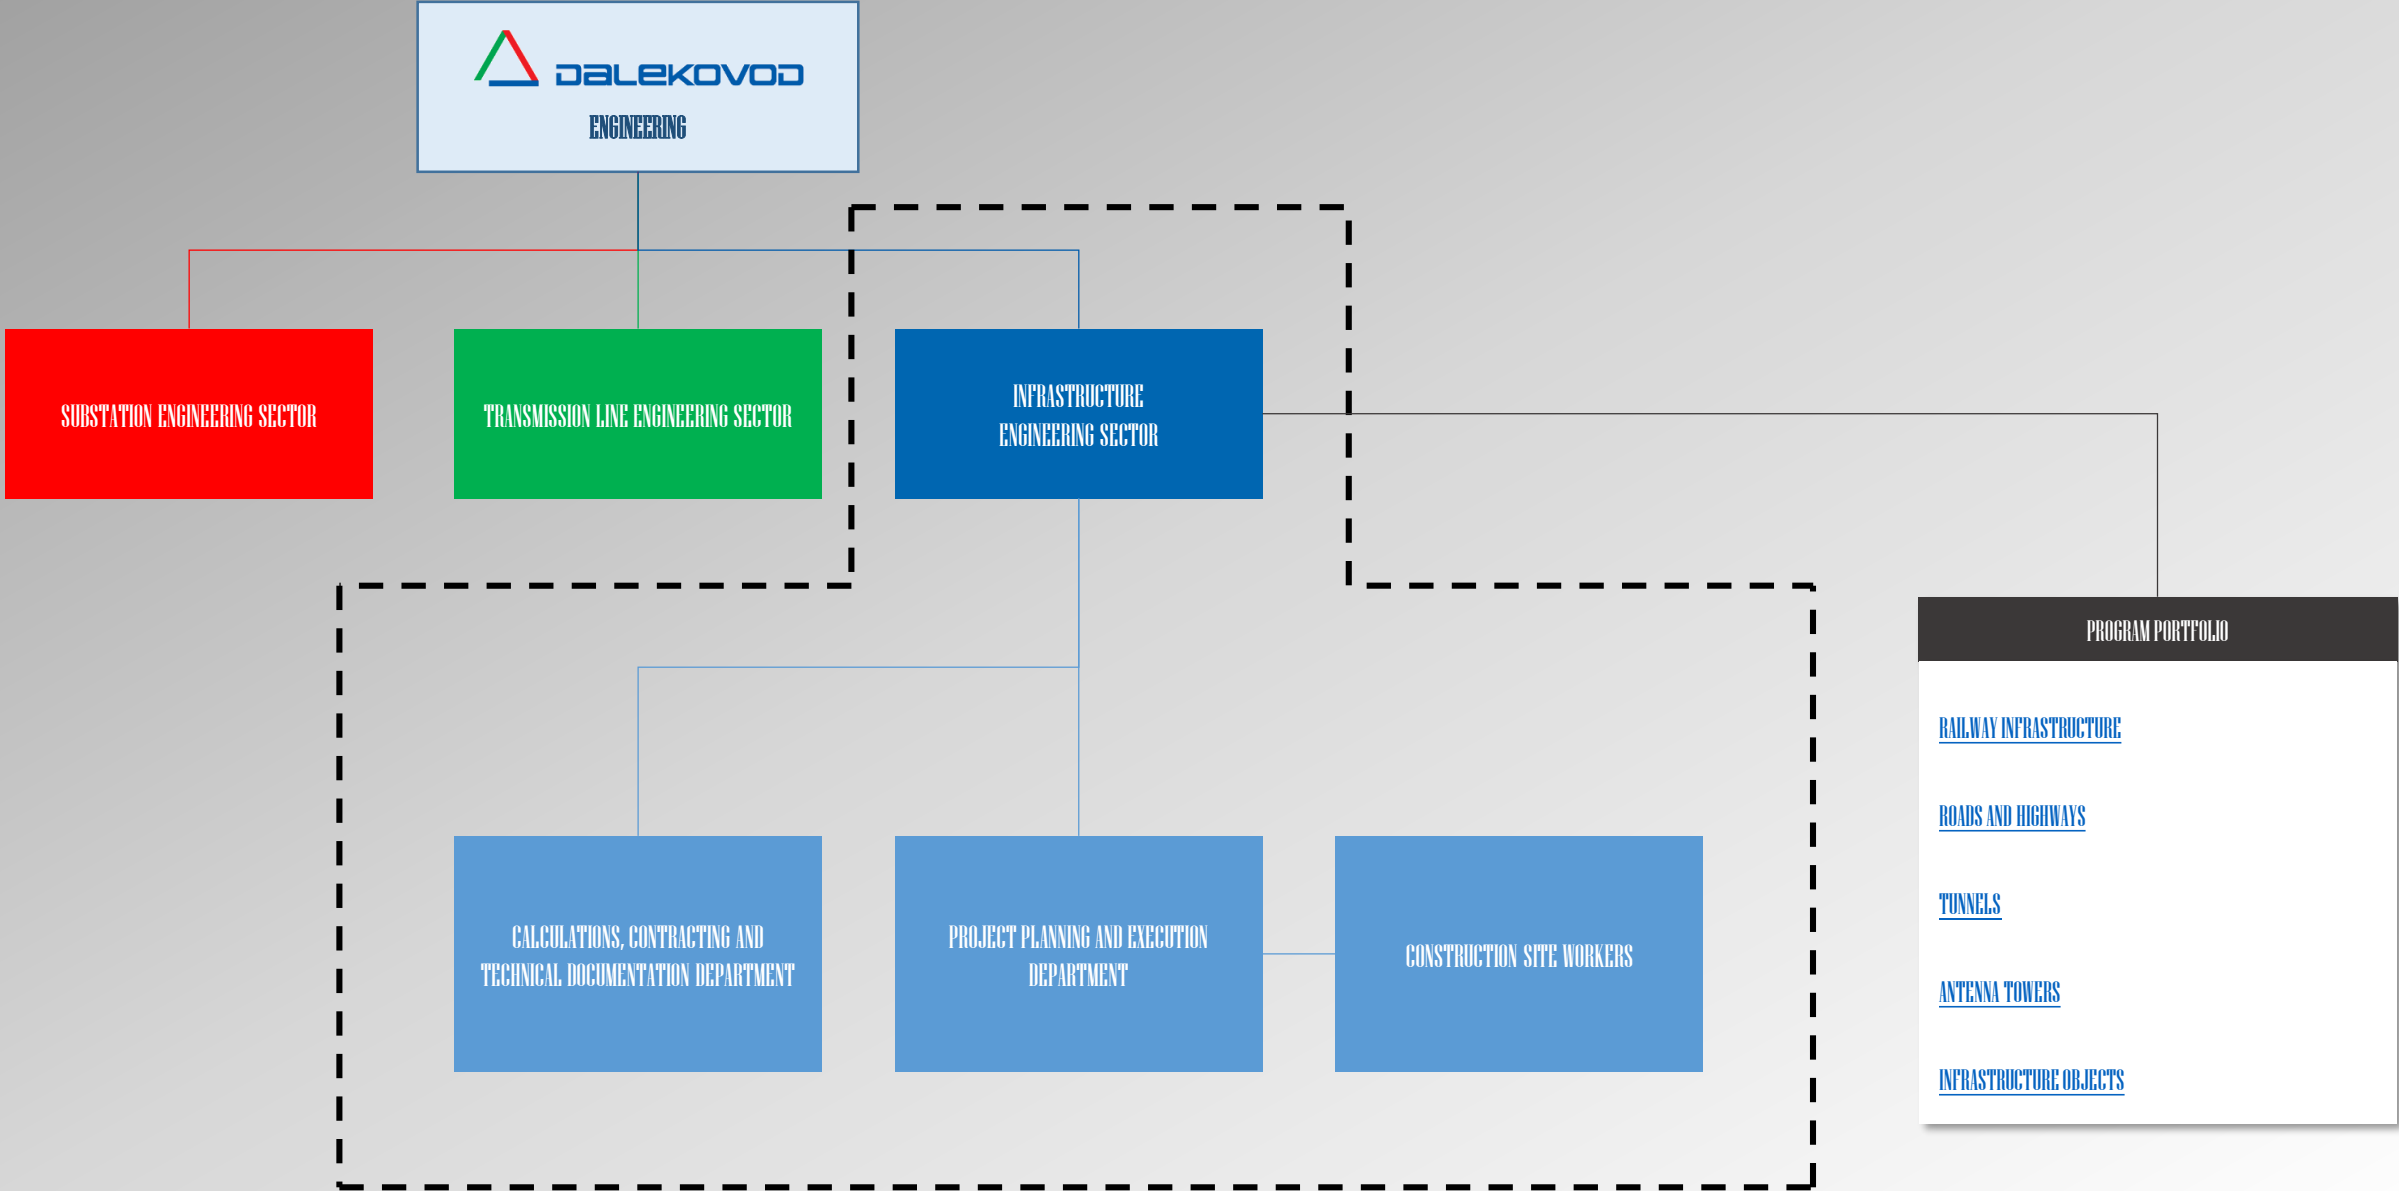 DALEKOVOD
ENGINEERING
SUBSTATION ENGINEERING SECTOR
TRANSMISSION LINE ENGINEERING SECTOR
INFRASTRUCTURE
ENGINEERING SECTOR
PROGRAM PORTFOLIO
RAILWAY INFRASTRUCTURE
ROADS AND HIGHWAYS
TUNNELS
ANTENNA TOWERS
INFRASTRUCTURE OBJECTS
CALCULATIONS, CONTRACTING AND
TECHNICAL DOCUMENTATION DEPARTMENT
PROJECT PLANNING AND EXECUTION
DEPARTMENT
CONSTRUCTION SITE WORKERS